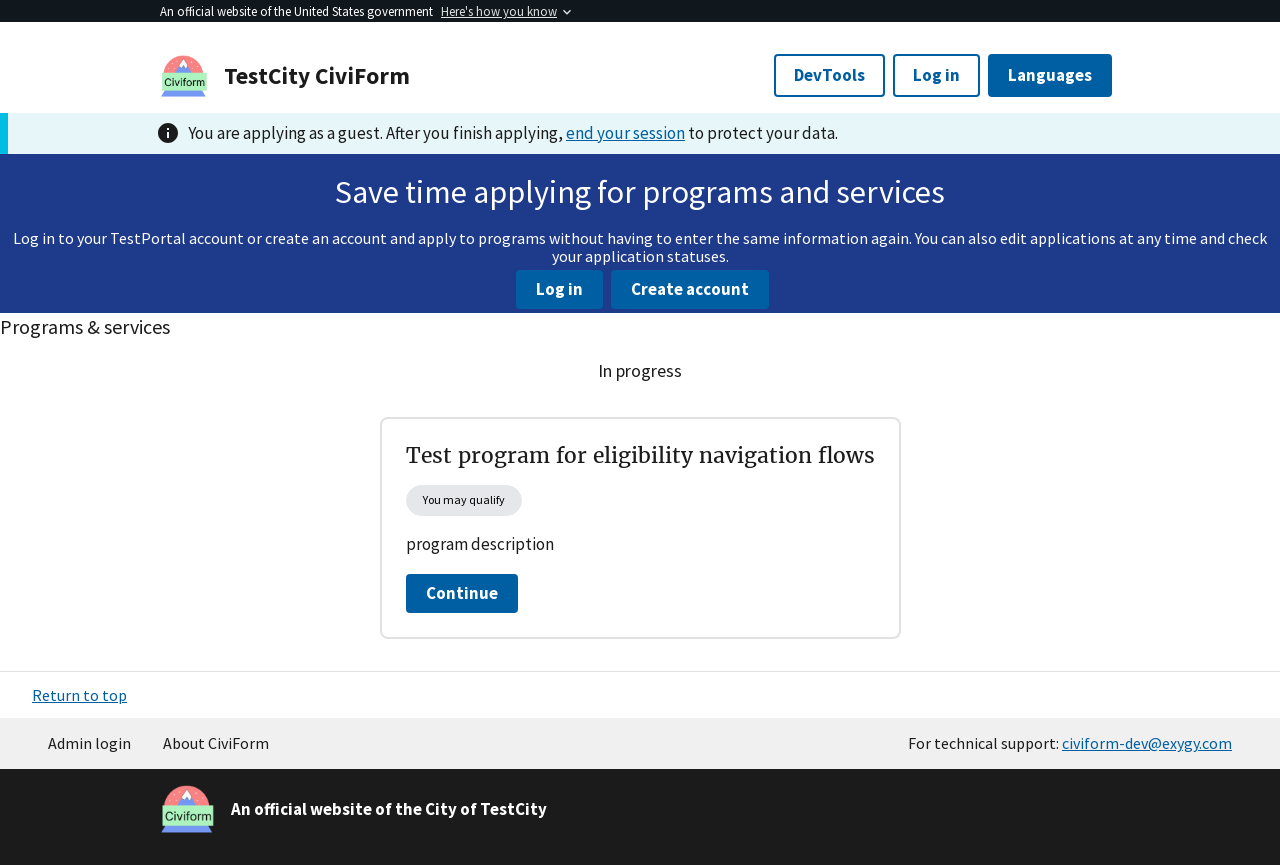 An official website of the United States government Here's how you know
Civiform
TestCity CiviForm
DevTools
Log in
Languages
You are applying as a guest. After you finish applying, end your session to protect your data.
Save time applying for programs and services
Log in to your TestPortal account or create an account and apply to programs without having to enter the same information again. You can also edit applications at any time and check
your application statuses.
Log in
Create account
Programs & services
In progress
Test program for eligibility navigation flows
You may qualify
program description
Continue
Return to top
Admin login
About CiviForm
For technical support: civiform-dev@exygy.com
Civiform
An official website of the City of TestCity